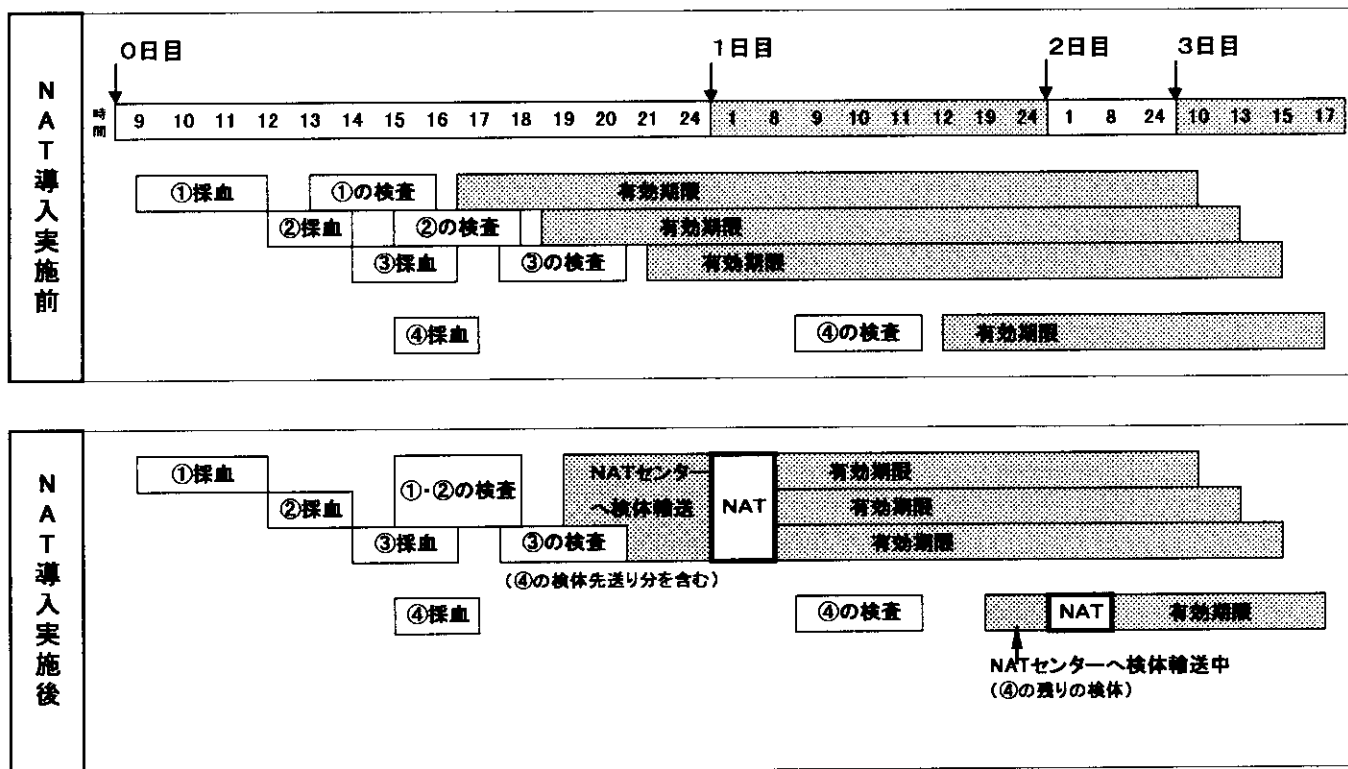 NAT導入実施前
0日目 1日目 2日目 3日目
時間 9 10 11 12 13 14 15 16 17 18 19 20 21 24 1 8 9 10 11 12 19 24 1 8 24 10 13 15 17
①採血 ①の検査 有効期限
②採血 ②の検査 有効期限
③採血 ③の検査 有効期限
④採血 ④の検査 有効期限
NAT導入実施後
①採血 ①・②の検査 NATセンターへ検体輸送 NAT 有効期限
②採血 有効期限
③採血 ③の検査 有効期限
(④の検体先送り分を含む)
④採血 ④の検査 NAT 有効期限
NATセンターへ検体輸送中
(④の残りの検体)